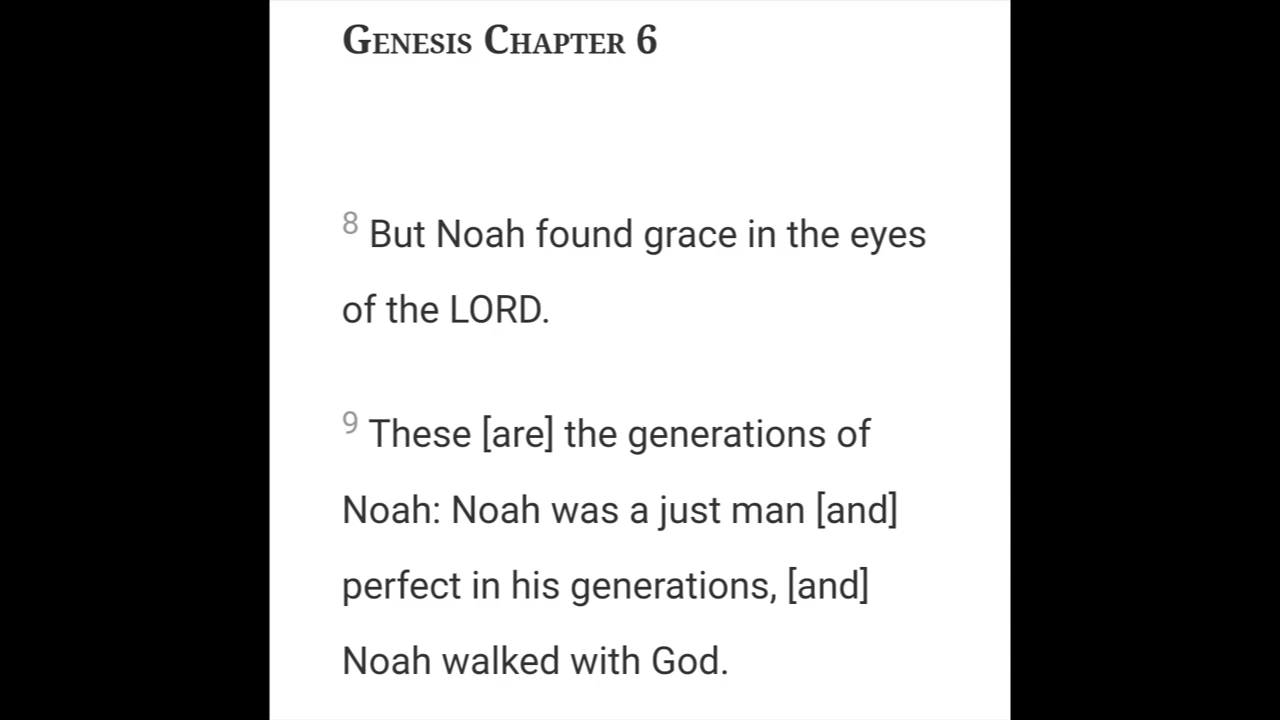 Genesis Chapter 6
8 But Noah found grace in the eyes
of the LORD.
9 These [are] the generations of
Noah: Noah was a just man [and]
perfect in his generations, [and]
Noah walked with God.